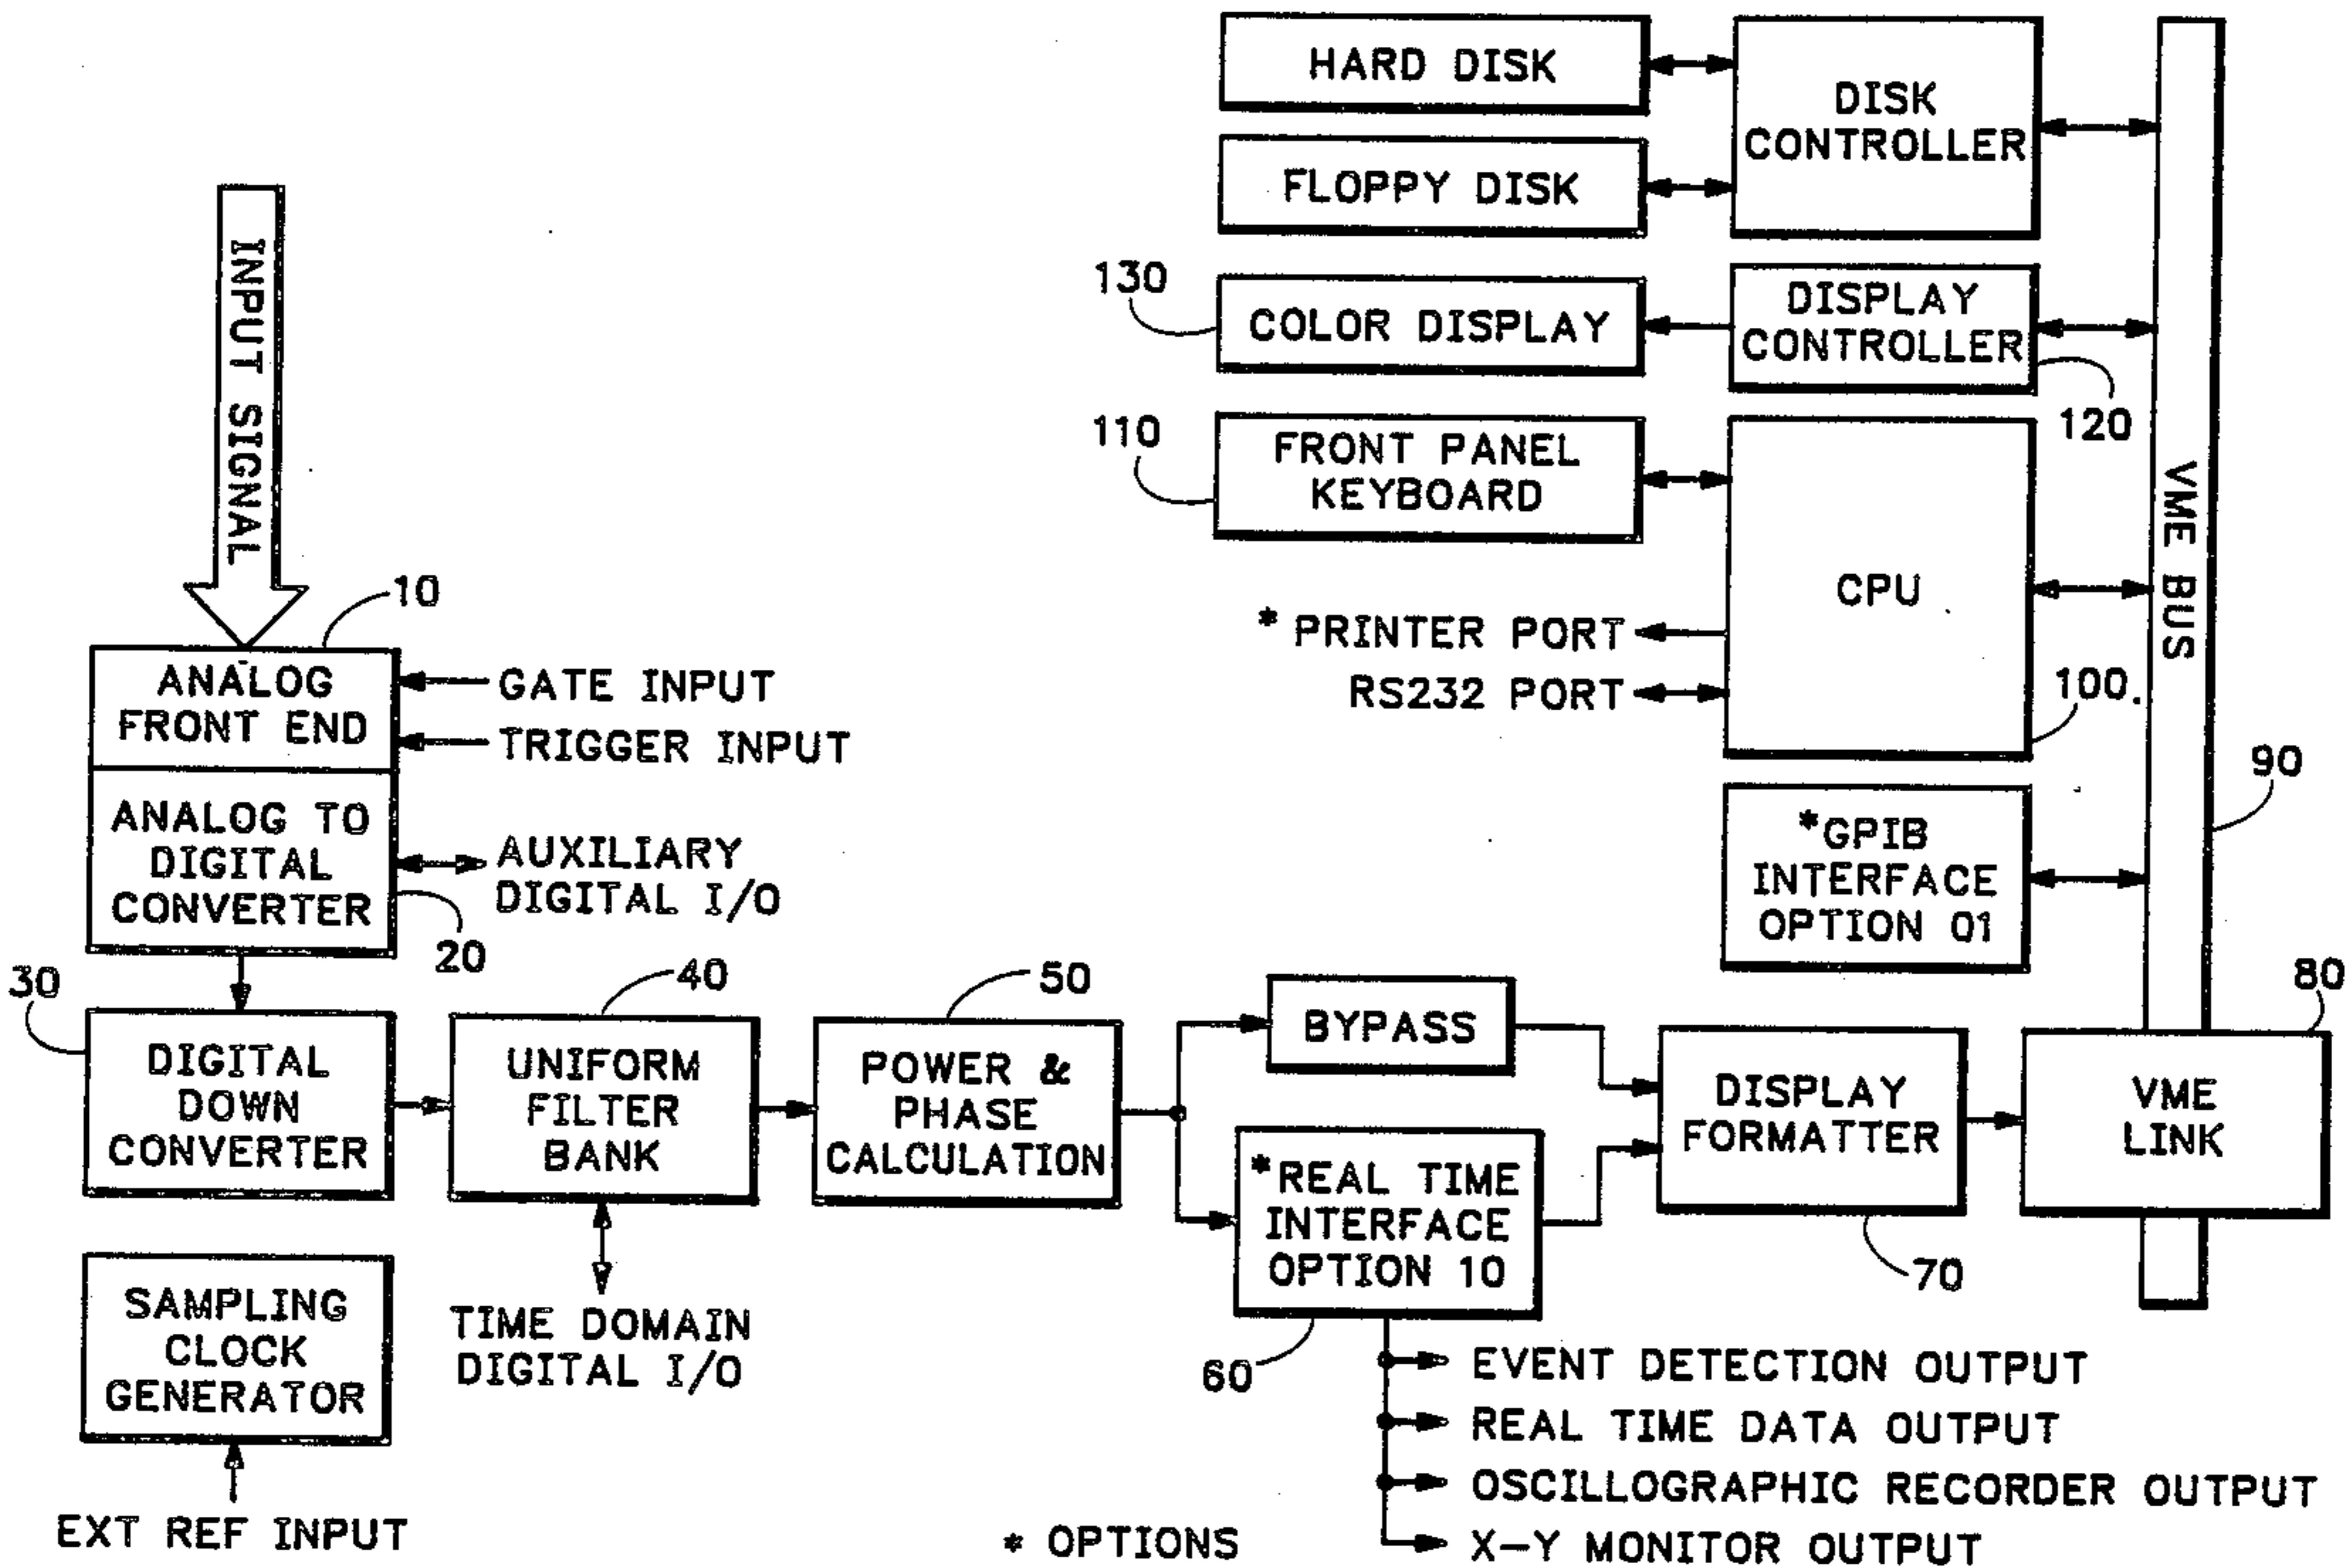 HARD DISK
FLOPPY DISK
DISK
CONTROLLER
130
COLOR DISPLAY
DISPLAY
CONTROLLER
120
110
FRONT PANEL
KEYBOARD
CPU
* PRINTER PORT
RS232 PORT
100.
VME BUS
90
*GPIB
INTERFACE
OPTION 01
INPUT SIGNAL
10
ANALOG
FRONT END
GATE INPUT
TRIGGER INPUT
ANALOG TO
DIGITAL
CONVERTER
AUXILIARY
DIGITAL I/O
20
30
DIGITAL
DOWN
CONVERTER
40
UNIFORM
FILTER
BANK
TIME DOMAIN
DIGITAL I/O
50
POWER &
PHASE
CALCULATION
BYPASS
*REAL TIME
INTERFACE
OPTION 10
60
DISPLAY
FORMATTER
70
80
VME
LINK
SAMPLING
CLOCK
GENERATOR
EXT REF INPUT
EVENT DETECTION OUTPUT
REAL TIME DATA OUTPUT
OSCILLOGRAPHIC RECORDER OUTPUT
X-Y MONITOR OUTPUT
* OPTIONS